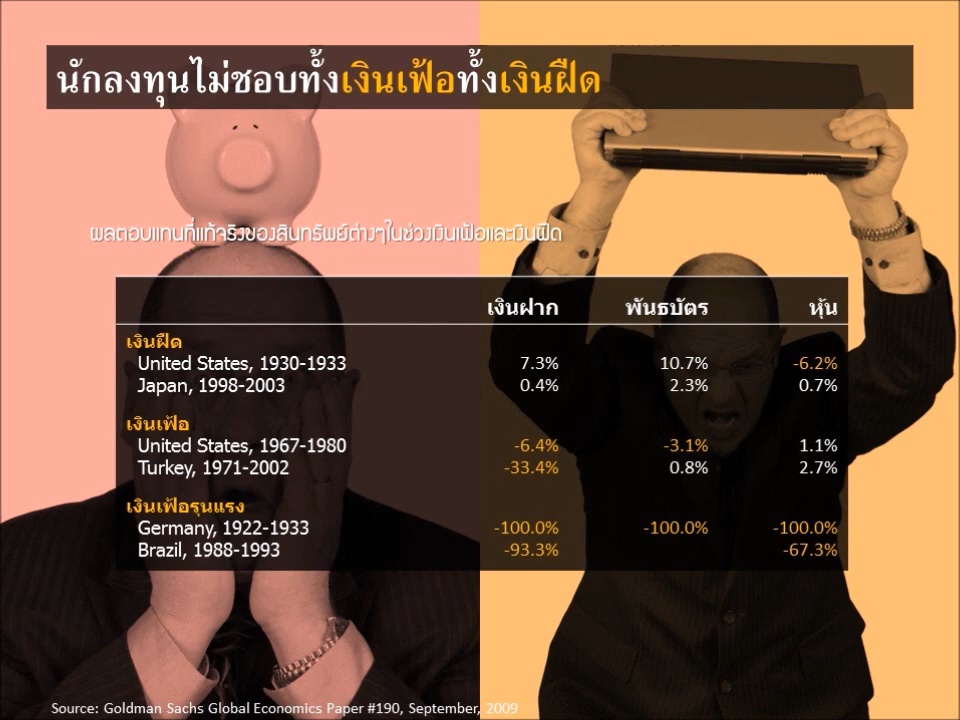 นักลงทุนไม่ชอบทั้งเงินเฟ้อทั้งเงินฝืด
ผลตอบแทนที่แท้จริงของสินทรัพย์ต่างๆในช่วงเงินเฟ้อและเงินฝืด
เงินฝาก พันธบัตร หุ้น
เงินฝืด
United States, 1930-1933 7.3% 10.7% -6.2%
Japan, 1998-2003 0.4% 2.3% 0.7%
เงินเฟ้อ
United States, 1967-1980 -6.4% -3.1% 1.1%
Turkey, 1971-2002 -33.4% 0.8% 2.7%
เงินเฟ้อรุนแรง
Germany, 1922-1933 -100.0% -100.0% -100.0%
Brazil, 1988-1993 -93.3% -67.3%
Source: Goldman Sachs Global Economics Paper #190, September, 2009